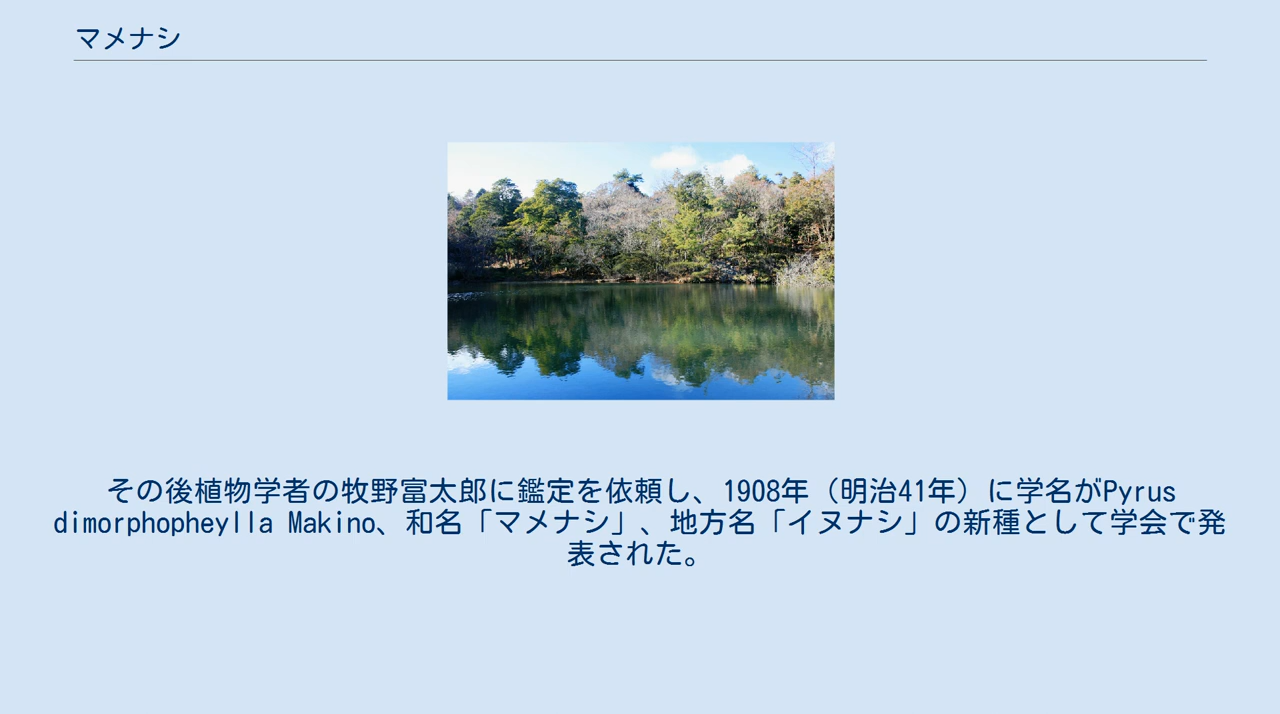 マメナシ
その後植物学者の牧野富太郎に鑑定を依頼し、1908年（明治41年）に学名がPyrus
dimorphopheylla Makino、和名「マメナシ」、地方名「イヌナシ」の新種として学会で発
表された。